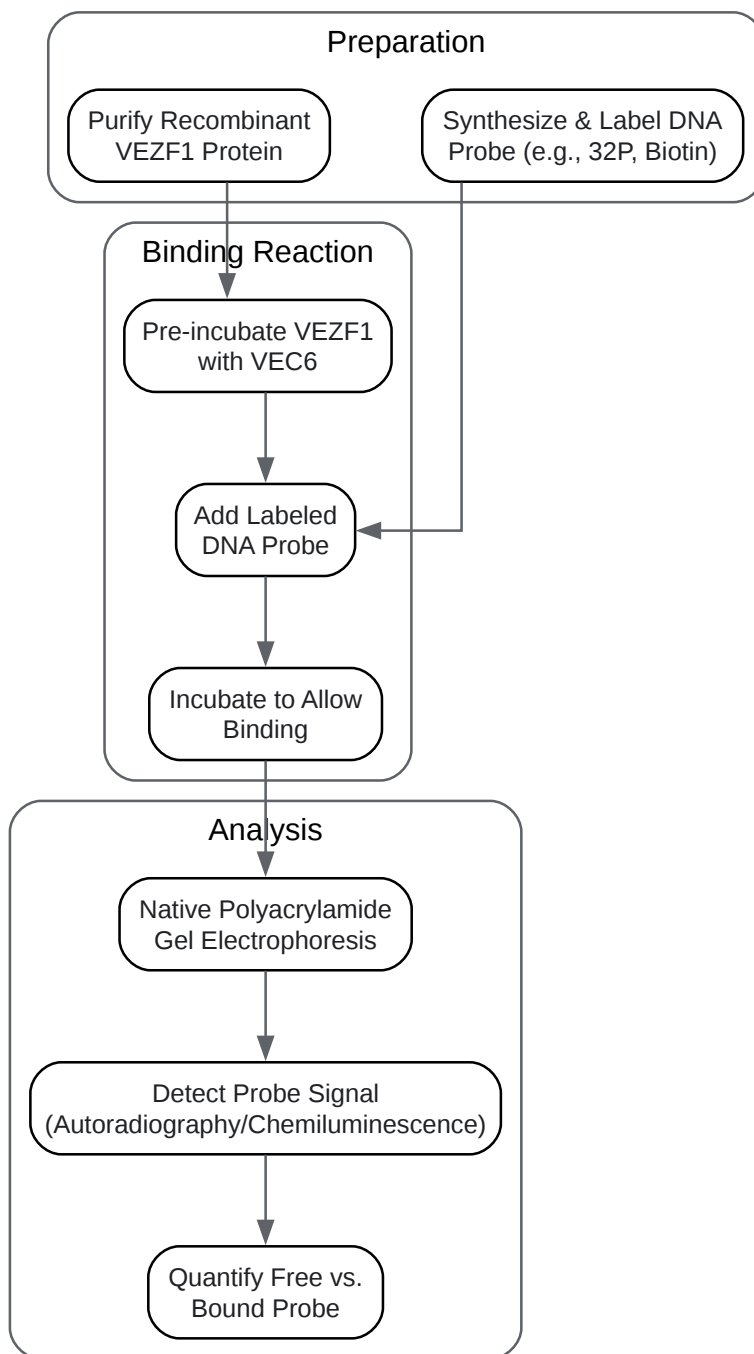 Preparation
Purify Recombinant
VEZF1 Protein
Synthesize & Label DNA
Probe (e.g., 32P, Biotin)
Binding Reaction
Pre-incubate VEZF1
with VEC6
Add Labeled
DNA Probe
Incubate to Allow
Binding
Analysis
Native Polyacrylamide
Gel Electrophoresis
Detect Probe Signal
(Autoradiography/Chemiluminescence)
Quantify Free vs.
Bound Probe